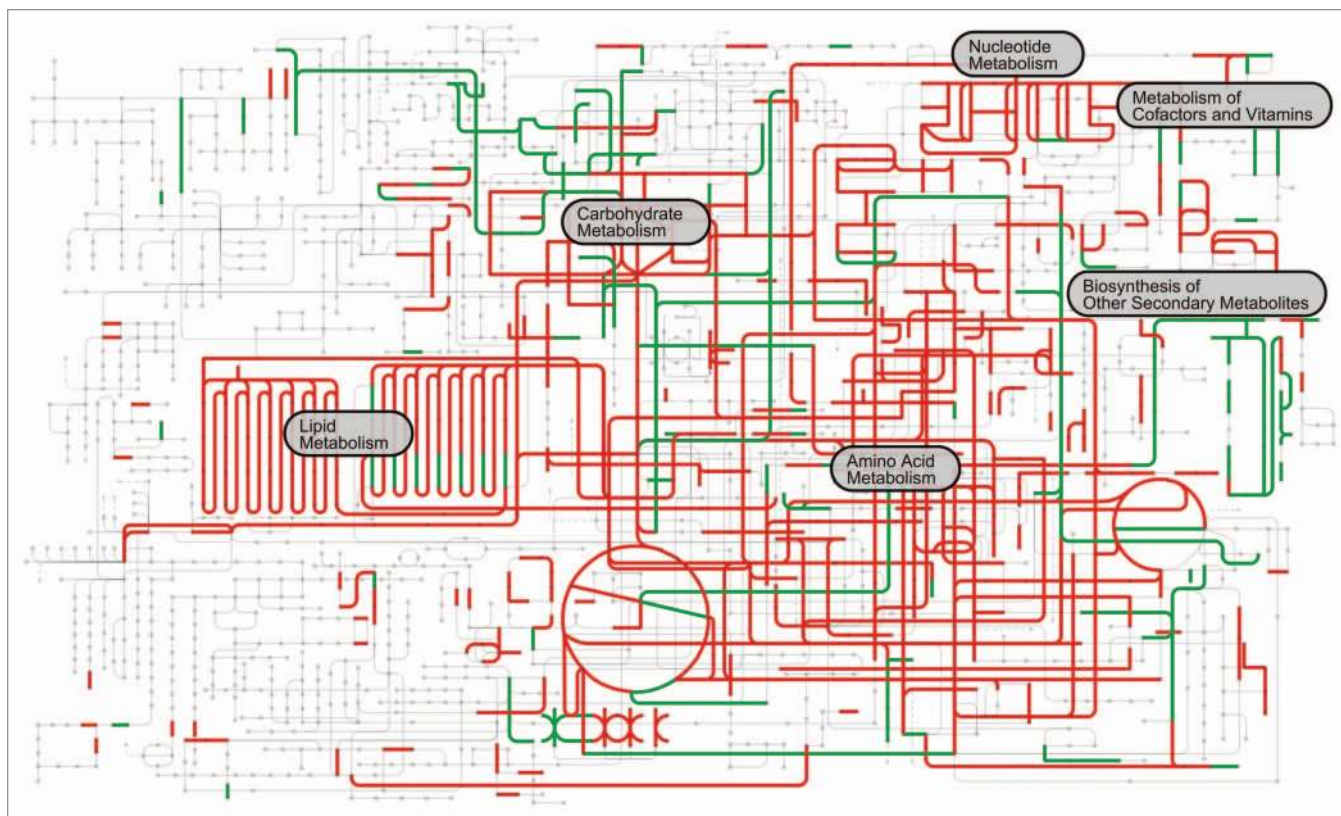 Nucleotide
Metabolism
Metabolism of
Cofactors and Vitamins
Carbohydrate
Metabolism
Biosynthesis of
Other Secondary Metabolites
Lipid
Metabolism
Amino Acid
Metabolism